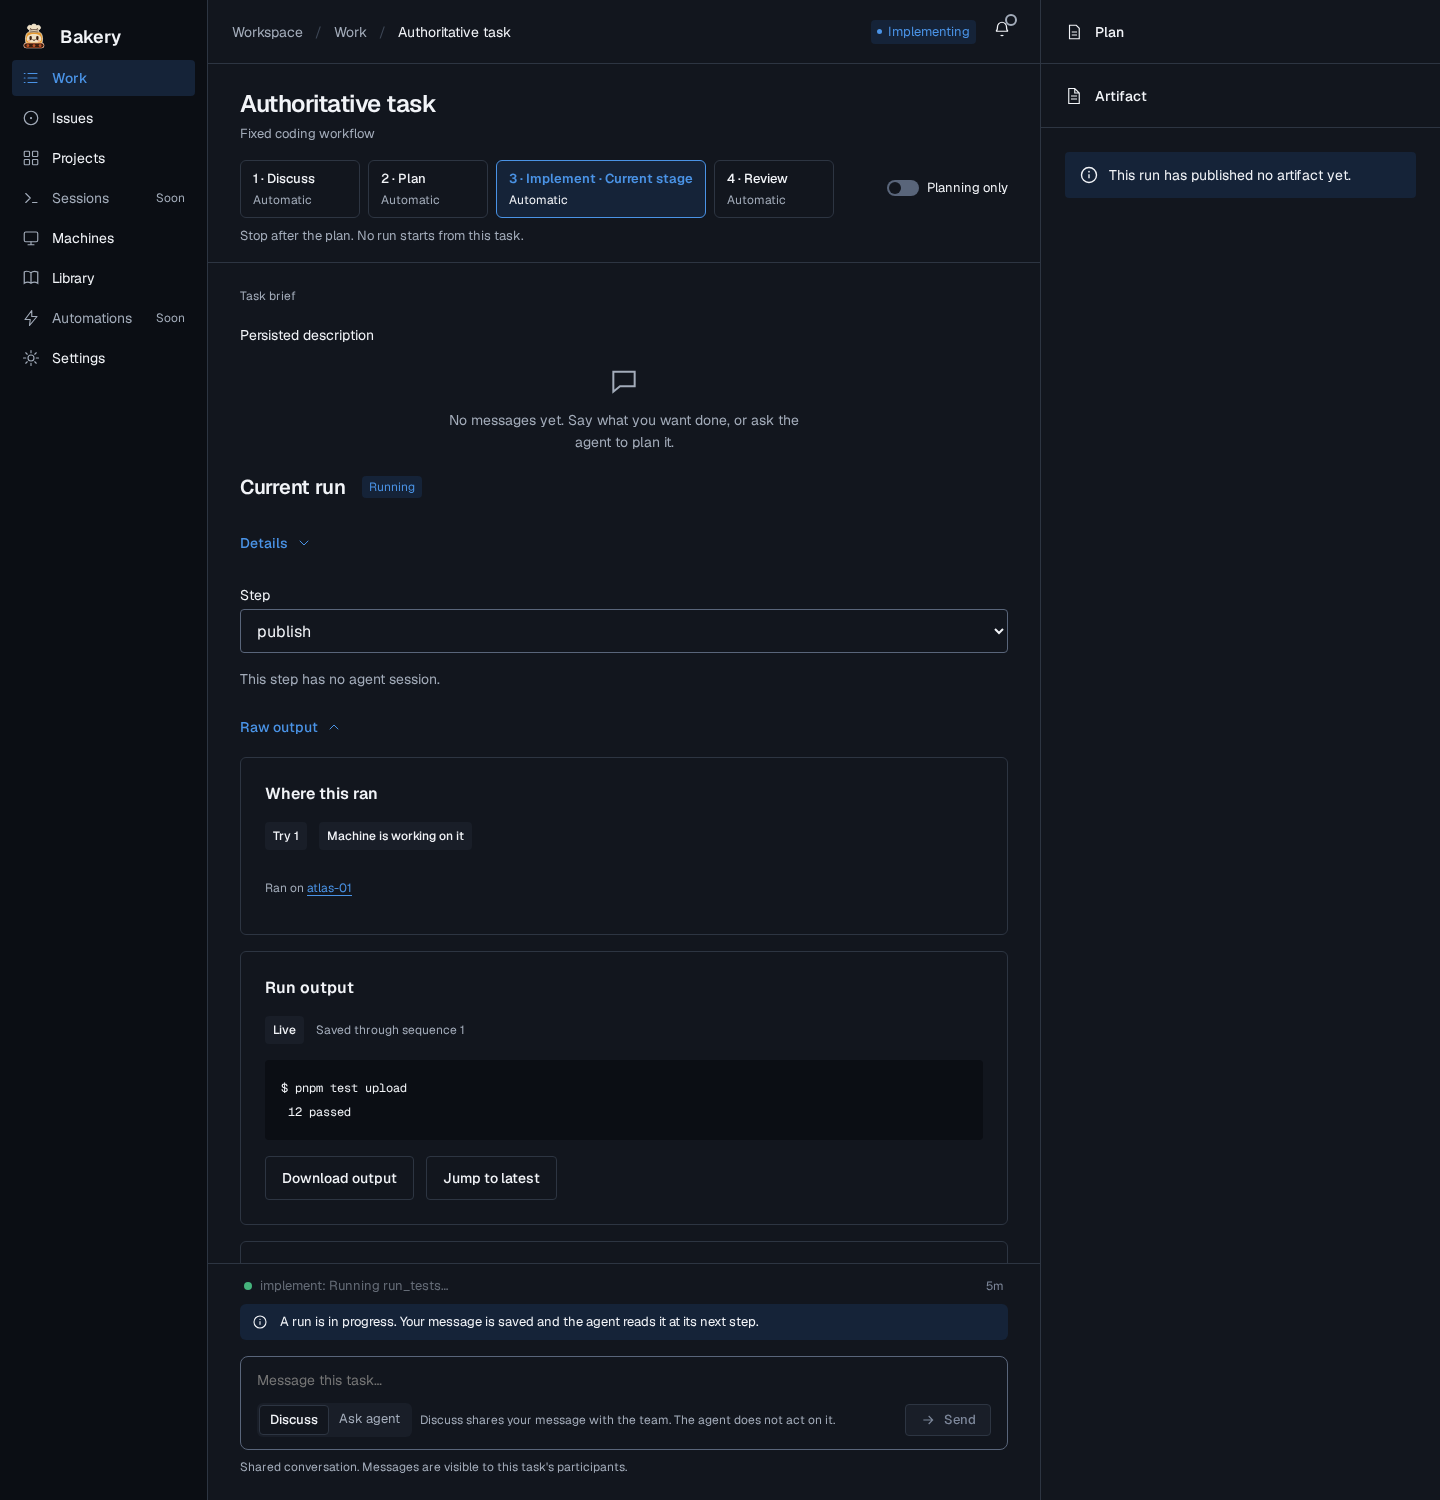 Bakery
Work
Issues
Projects
Sessions Soon
Machines
Library
Automations Soon
Settings
Workspace / Work / Authoritative task
Implementing
Authoritative task
Fixed coding workflow
1 · Discuss
Automatic
2 · Plan
Automatic
3 · Implement · Current stage
Automatic
4 · Review
Automatic
Planning only
Stop after the plan. No run starts from this task.
Task brief
Persisted description
No messages yet. Say what you want done, or ask the
agent to plan it.
Current run Running
Details
Step
publish
This step has no agent session.
Raw output
Where this ran
Try 1 Machine is working on it
Ran on atlas-01
Run output
Live Saved through sequence 1
$ pnpm test upload
12 passed
Download output Jump to latest
implement: Running run_tests… 5m
A run is in progress. Your message is saved and the agent reads it at its next step.
Message this task...
Discuss Ask agent Discuss shares your message with the team. The agent does not act on it. → Send
Shared conversation. Messages are visible to this task's participants.
Plan
Artifact
This run has published no artifact yet.